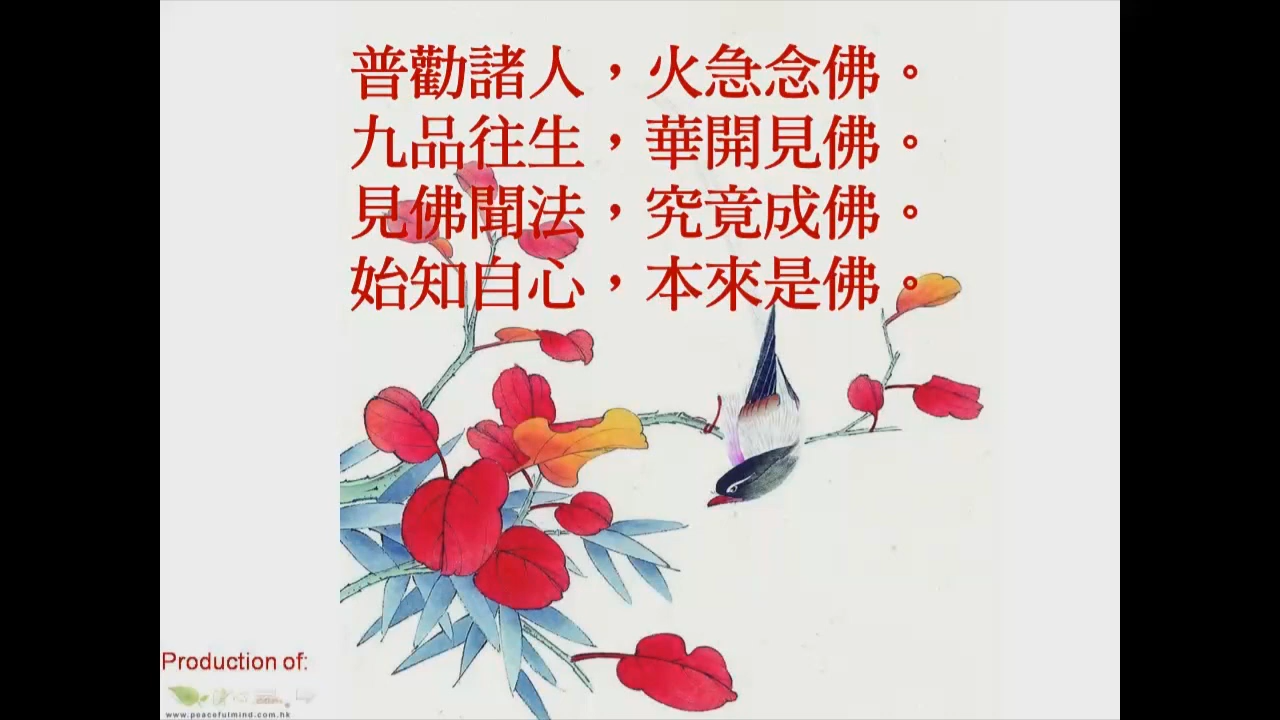 普勸諸人，火急念佛。
九品往生，華開見佛。
見佛聞法，究竟成佛。
始知自心，本來是佛。
Production of:
www.peacefulmind.com.hk